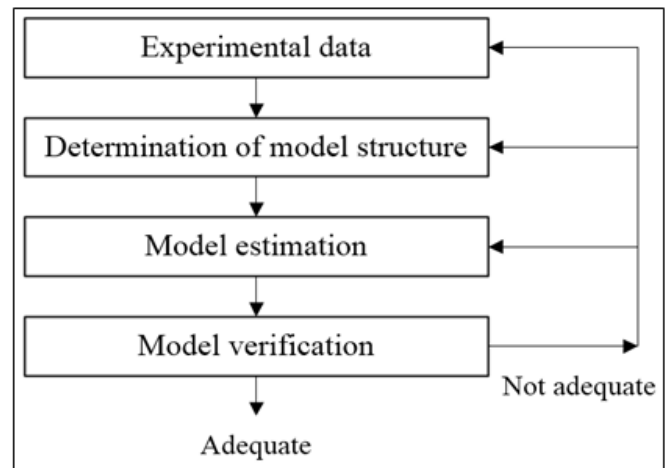 Experimental data
Determination of model structure
Model estimation
Model verification
Not adequate
Adequate